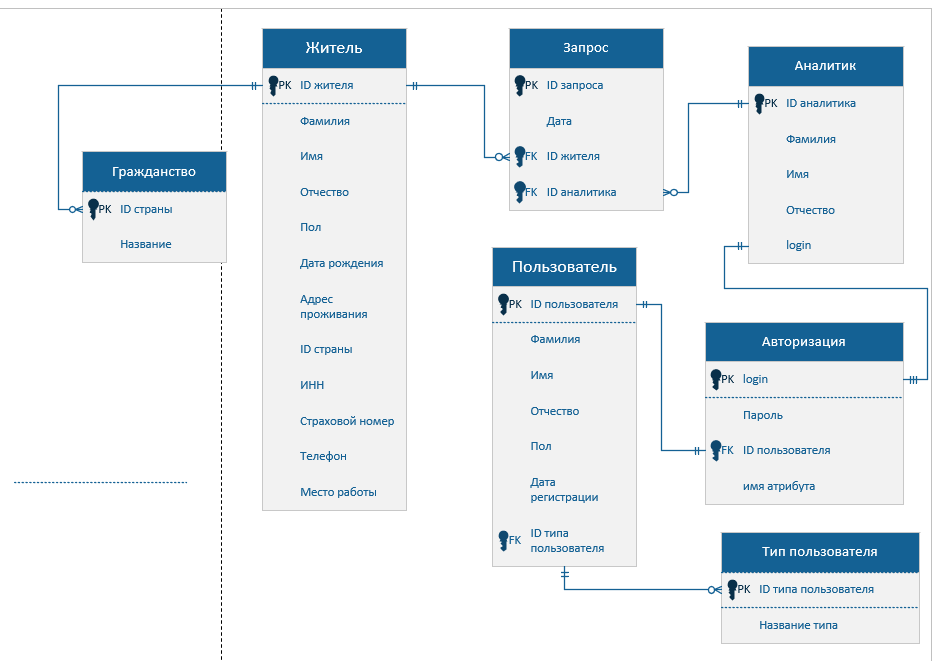 Житель
PK ID жителя
Фамилия
Имя
Отчество
Пол
Дата рождения
Адрес
проживания
ID страны
ИНН
Страховой номер
Телефон
Место работы
Гражданство
PK ID страны
Название
Запрос
PK ID запроса
Дата
FK ID жителя
FK ID аналитика
Аналитик
PK ID аналитика
Фамилия
Имя
Отчество
login
Пользователь
PK ID пользователя
Фамилия
Имя
Отчество
Пол
Дата
регистрации
FK ID типа
пользователя
Авторизация
PK login
Пароль
FK ID пользователя
имя атрибута
Тип пользователя
PK ID типа пользователя
Название типа